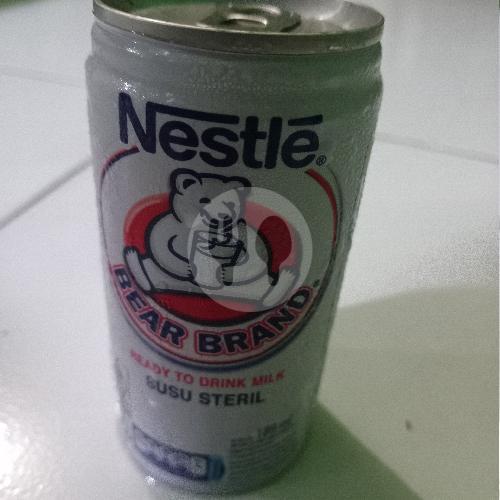 Nestlé®
BEAR BRAND®
READY TO DRINK MILK
SUSU STERIL